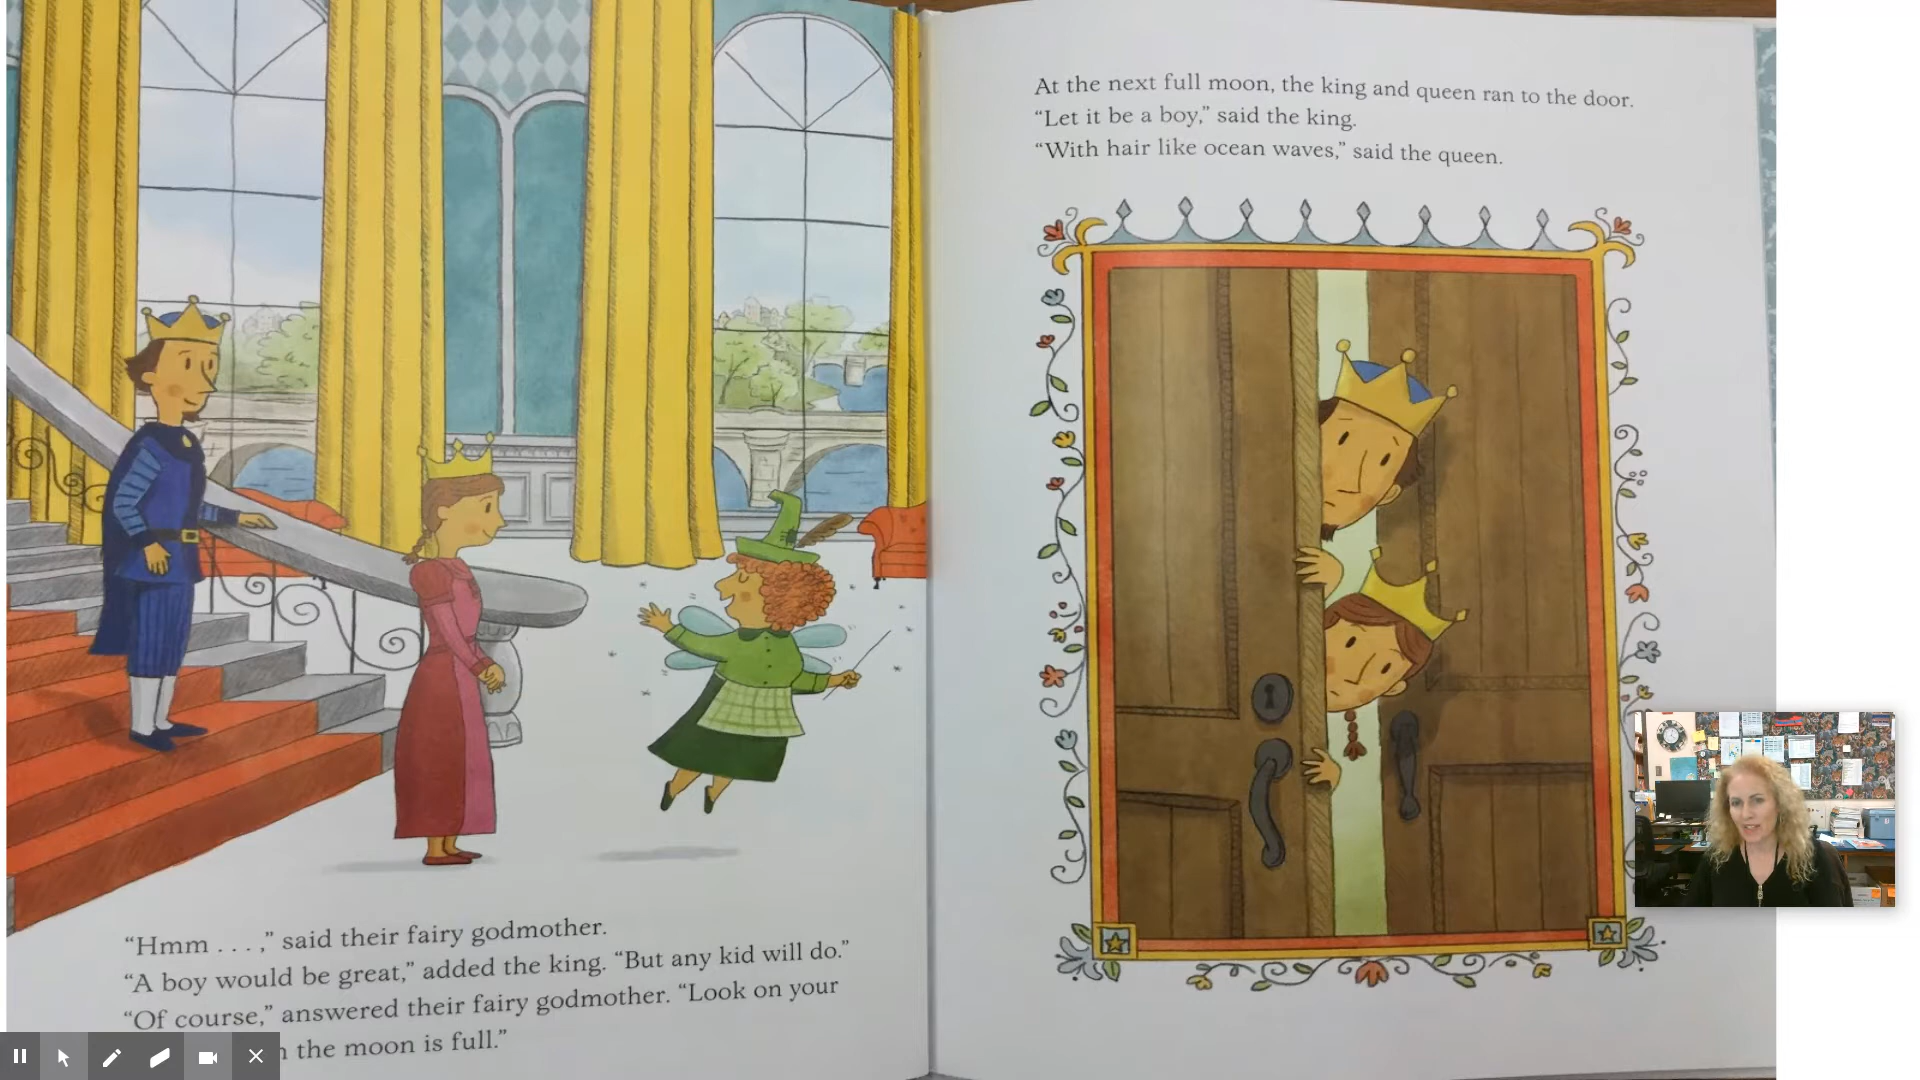 “Hmm . . . ,” said their fairy godmother.
“A boy would be great,” added the king. “But any kid will do.”
“Of course,” answered their fairy godmother. “Look on your
the moon is full.”
At the next full moon, the king and queen ran to the door.
“Let it be a boy,” said the king.
“With hair like ocean waves,” said the queen.